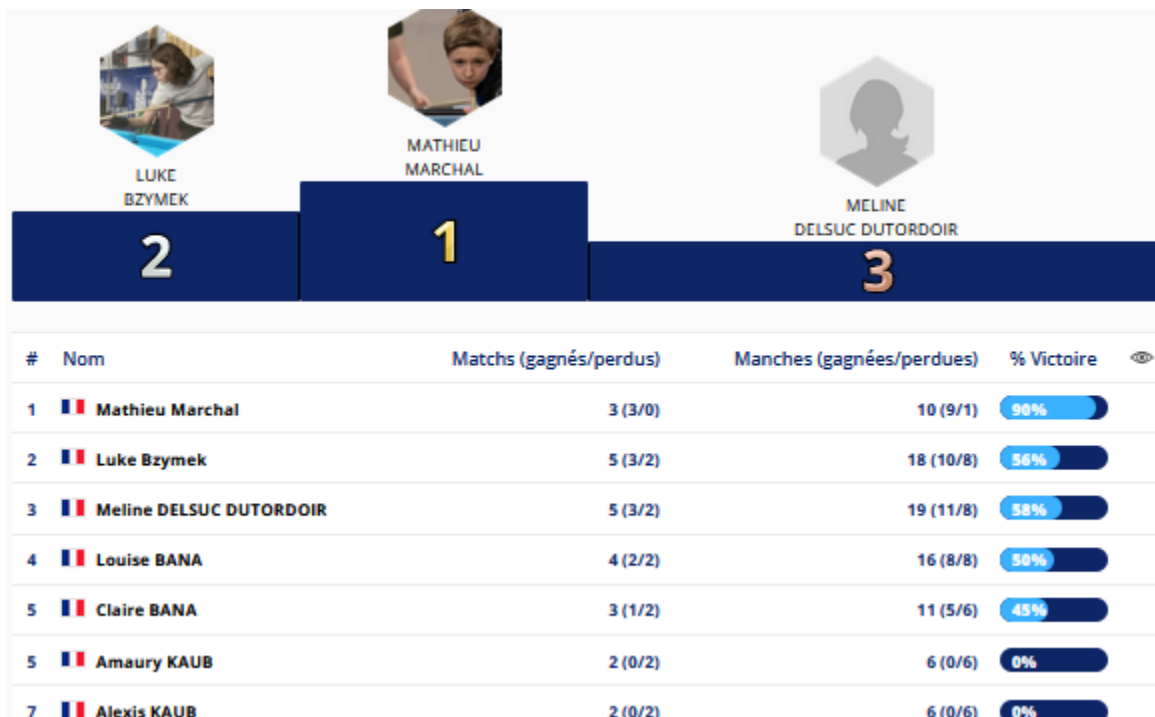 LUKE
BZYMEK
MATHIEU
MARCHAL
MELINE
DELSUC DUTORDOIR
2
1
3
# Nom Matchs (gagnés/perdus) Manches (gagnées/perdues) % Victoire
1 Mathieu Marchal 3 (3/0) 10 (9/1) 90%
2 Luke Bzymek 5 (3/2) 18 (10/8) 56%
3 Meline DELSUC DUTORDOIR 5 (3/2) 19 (11/8) 58%
4 Louise BANA 4 (2/2) 16 (8/8) 50%
5 Claire BANA 3 (1/2) 11 (5/6) 45%
5 Amaury KAUB 2 (0/2) 6 (0/6) 0%
7 Alexis KAUB 2 (0/2) 6 (0/6) 0%